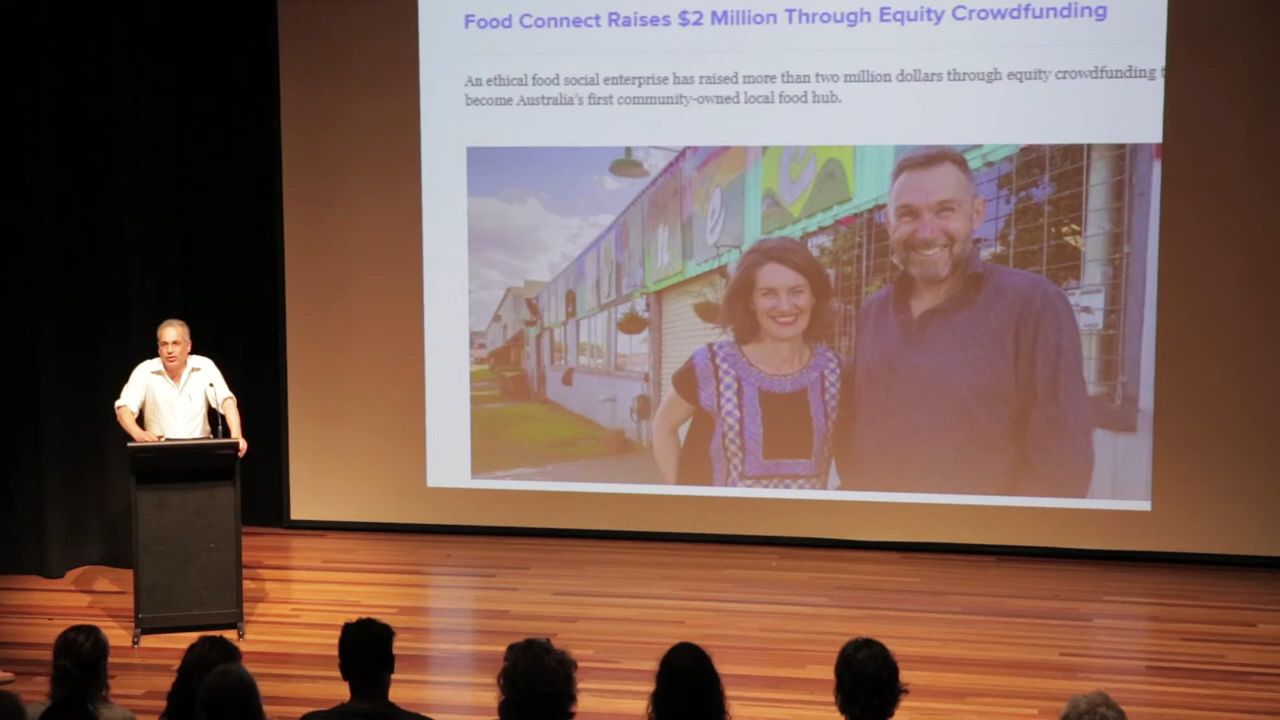 Food Connect Raises $2 Million Through Equity Crowdfunding
An ethical food social enterprise has raised more than two million dollars through equity crowdfunding t
become Australia's first community-owned local food hub.